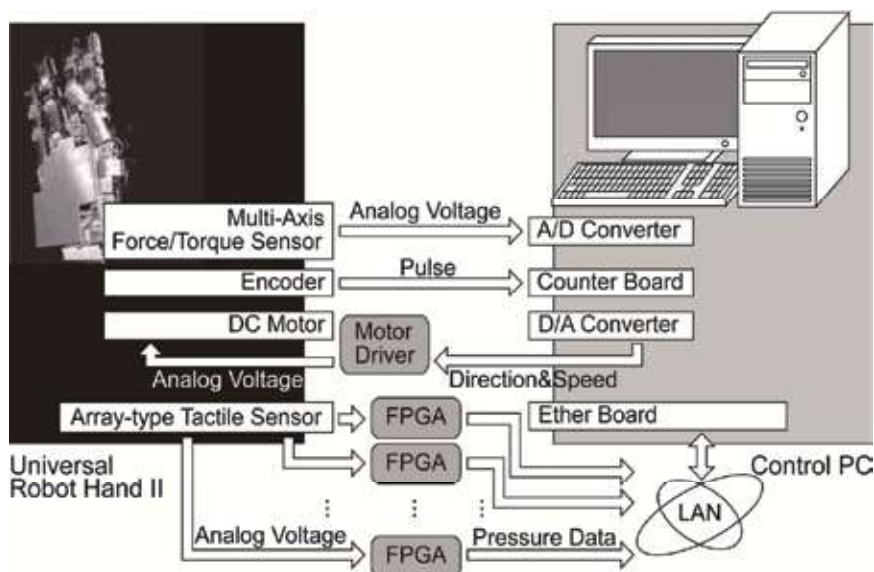 Multi-Axis
Force/Torque Sensor
Analog Voltage
A/D Converter
Encoder
Pulse
Counter Board
DC Motor
Motor
Driver
D/A Converter
Analog Voltage
Direction&Speed
Array-type Tactile Sensor
FPGA
Ether Board
Universal
Robot Hand II
FPGA
Control PC
LAN
Analog Voltage
FPGA
Pressure Data